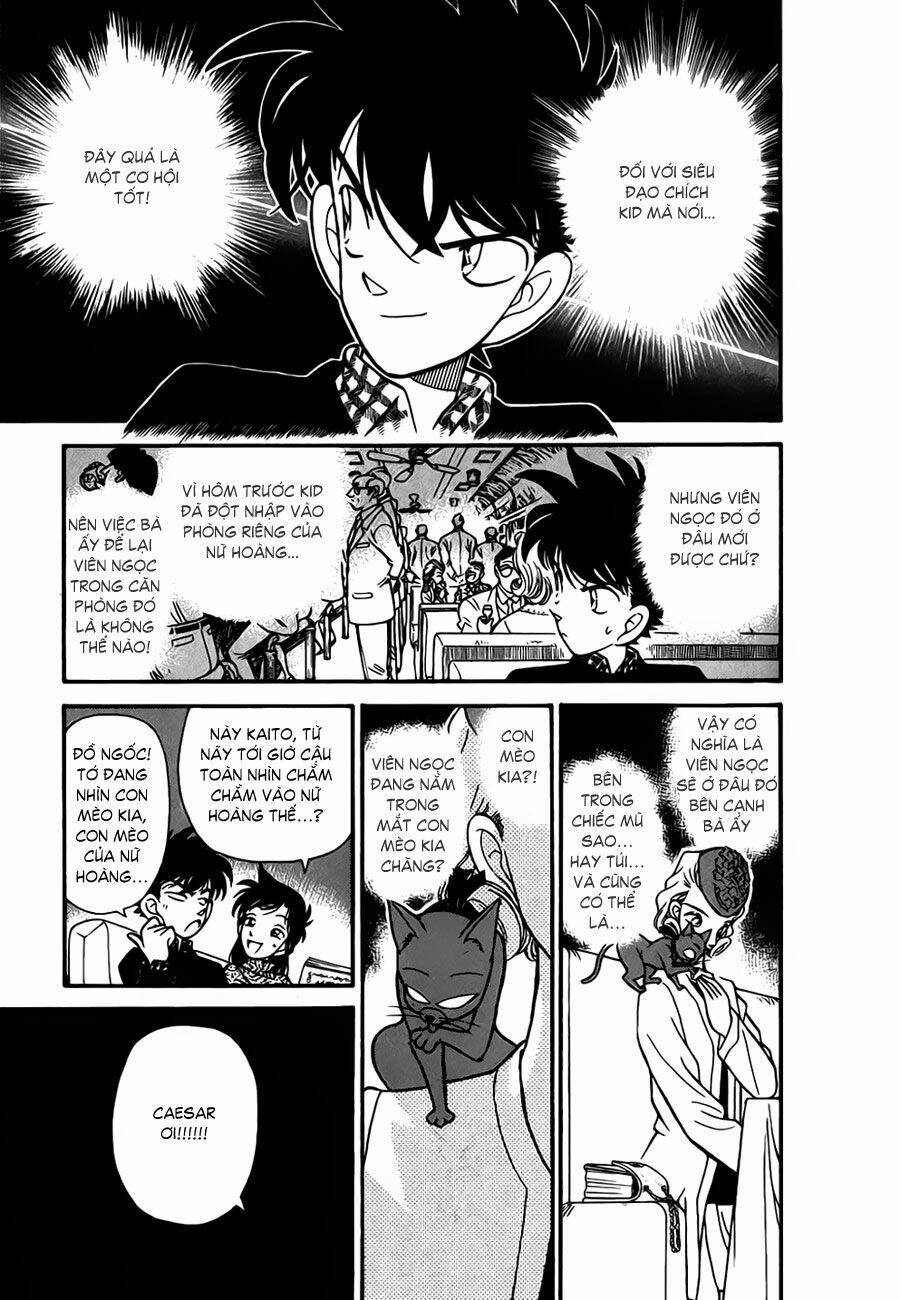 ĐỐI VỚI SIÊU
ĐẠO CHÍCH
KID MÀ NÓI...
ĐÂY QUẢ LÀ
MỘT CƠ HỘI
TỐT!
NHƯNG VIÊN
NGỌC ĐÓ Ở
ĐÂU MỚI
ĐƯỢC CHỨ?
VÌ HÔM TRƯỚC KID
ĐÃ ĐỘT NHẬP VÀO
PHÒNG RIÊNG CỦA
NỮ HOÀNG...
NÊN VIỆC BÀ
ẤY ĐỂ LẠI
VIÊN NGỌC
TRONG CĂN
PHÒNG ĐÓ
LÀ KHÔNG
THỂ NÀO!
VẬY CÓ
NGHĨA LÀ
VIÊN NGỌC
SẼ Ở ĐÂU ĐÓ
BÊN CẠNH
BÀ ẤY
BÊN
TRONG
CHIẾC MŨ
SAO...
HAY TÚI...
VÀ CŨNG
CÓ THỂ
LÀ...
CON
MÈO
KIA?!
VIÊN NGỌC
ĐANG NẰM
TRONG
MẮT CON
MÈO KIA
CHĂNG?
NÀY KAITO, TỪ
NÃY TỚI GIỜ CẬU
TOÀN NHÌN CHẰM
CHẰM VÀO NỮ
HOÀNG THẾ...?
ĐỒ NGỐC!
TỚ ĐANG
NHÌN CON
MÈO KIA,
CON MÈO
CỦA NỮ
HOÀNG...
CAESAR
ƠI!!!!!!